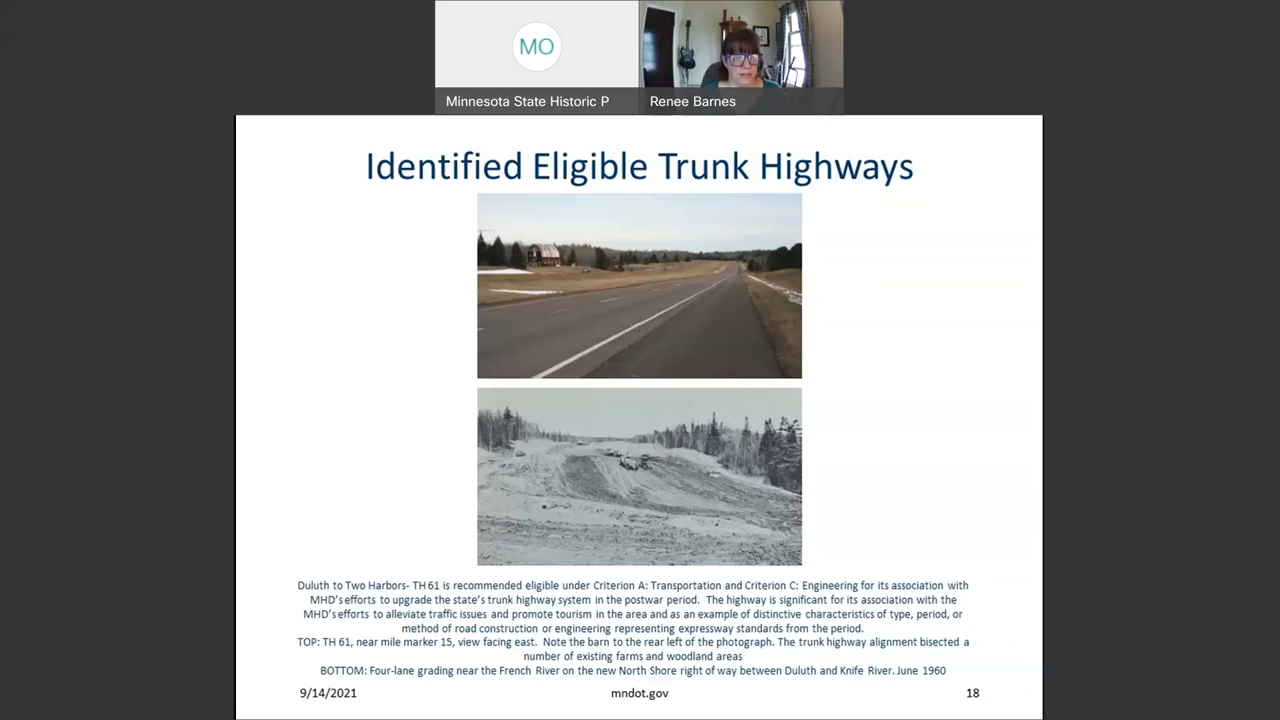 MO
Minnesota State Historic P
Renee Barnes
Identified Eligible Trunk Highways
Duluth to Two Harbors- TH 61 is recommended eligible under Criterion A: Transportation and Criterion C: Engineering for its association with
MHD's efforts to upgrade the state's trunk highway system in the postwar period. The highway is significant for its association with the
MHD's efforts to alleviate traffic issues and promote tourism in the area and as an example of distinctive characteristics of type, period, or
method of road construction or engineering representing expressway standards from the period.
TOP: TH 61, near mile marker 15, view facing east. Note the barn to the rear left of the photograph. The trunk highway alignment bisected a
number of existing farms and woodland areas
BOTTOM: Four-lane grading near the French River on the new North Shore right of way between Duluth and Knife River. June 1960
9/14/2021
mndot.gov
18